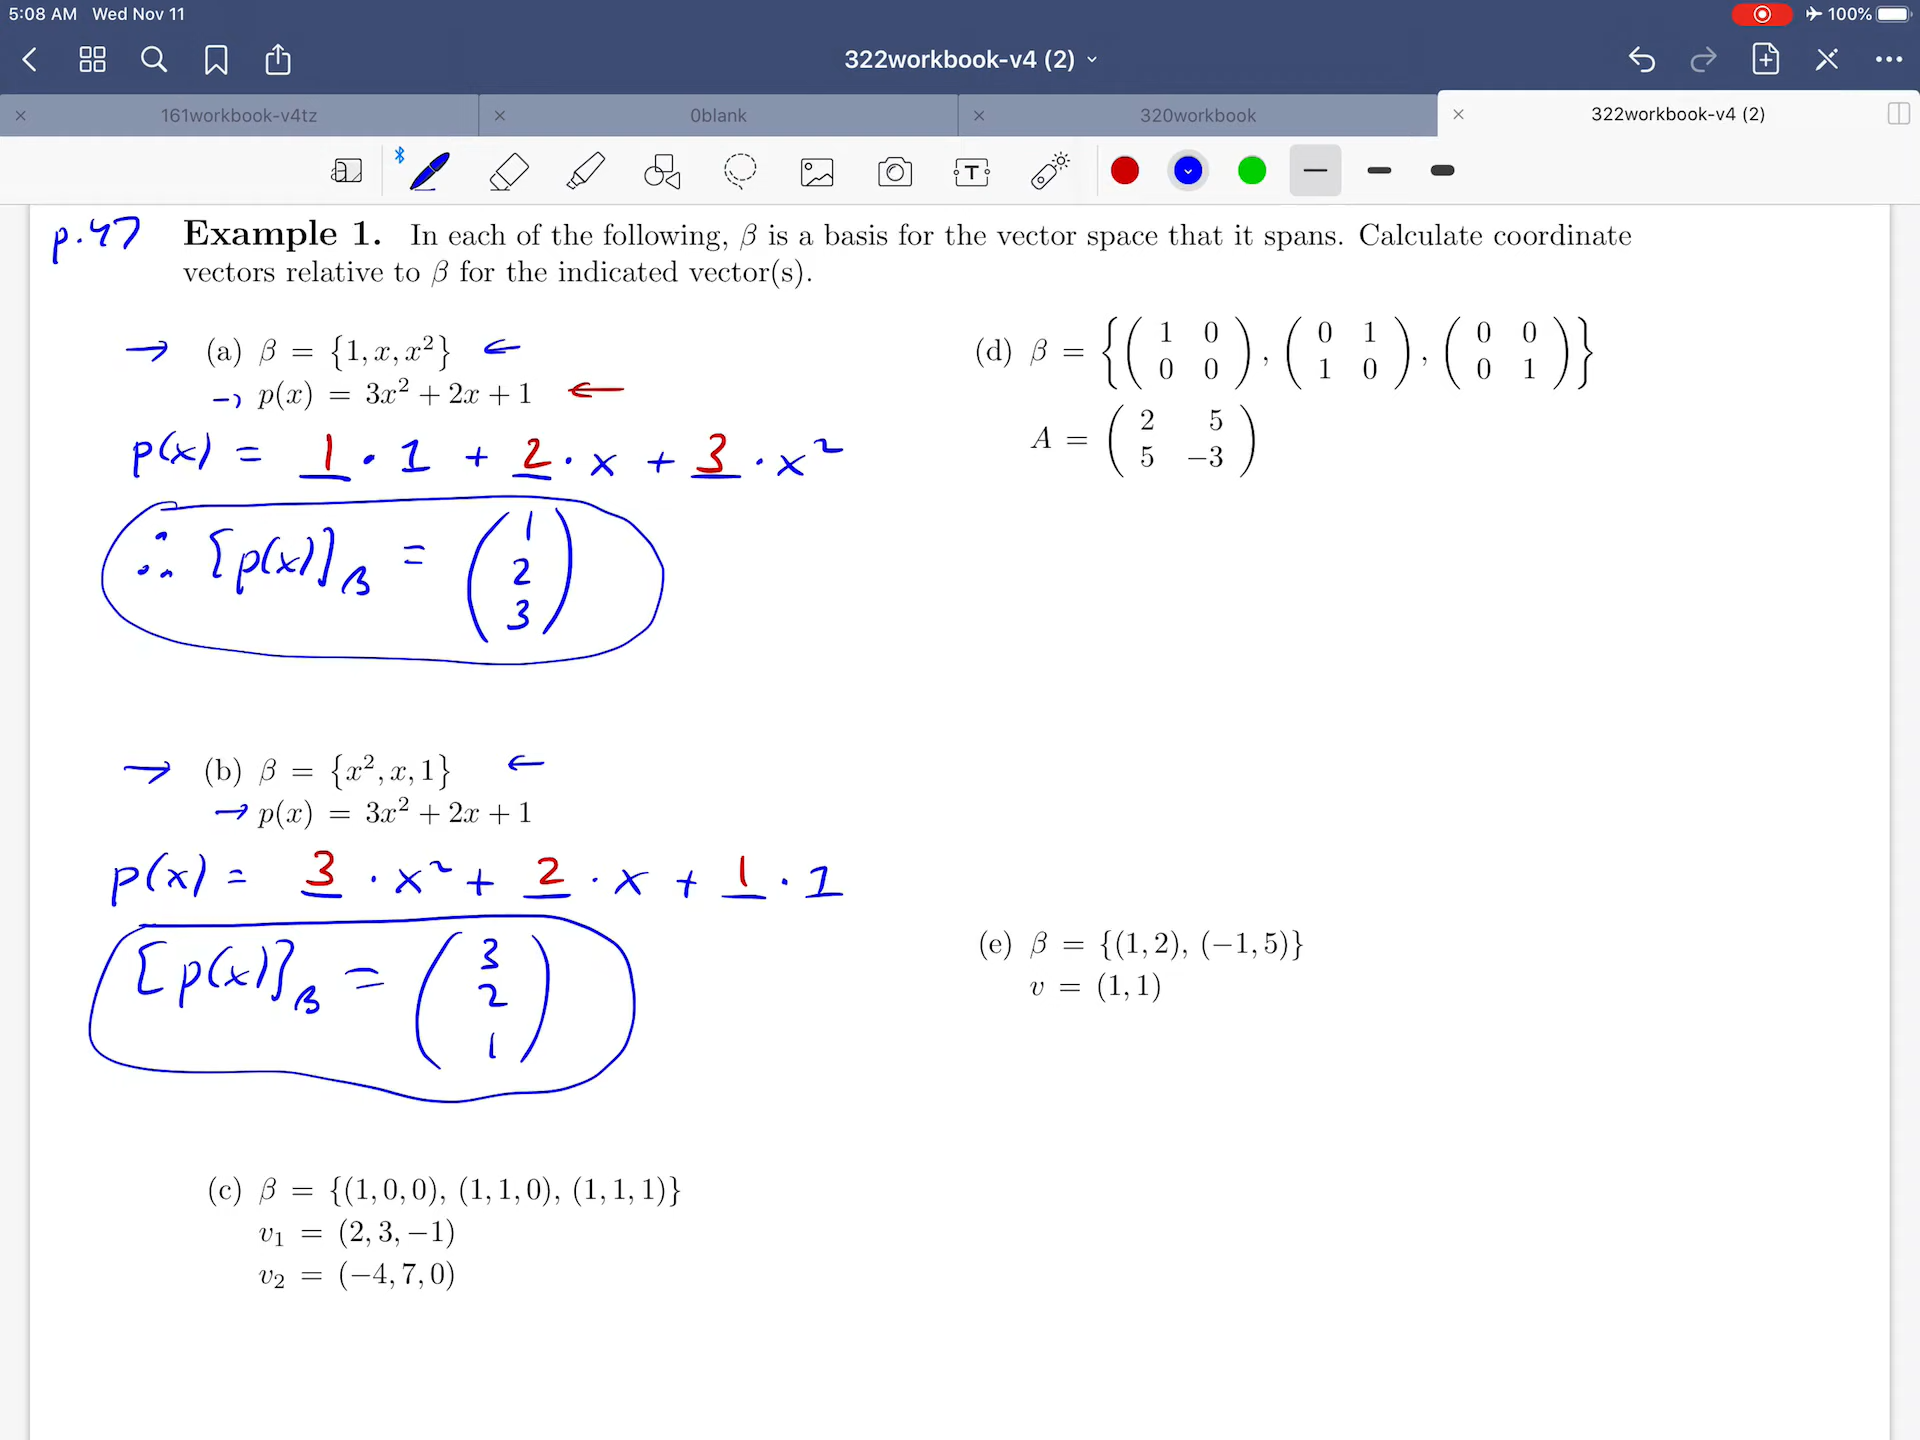 5:08 AM Wed Nov 11
100%
322workbook-v4 (2)
161workbook-v4tz
0blank
320workbook
322workbook-v4 (2)
p.47
Example 1. In each of the following, β is a basis for the vector space that it spans. Calculate coordinate
vectors relative to β for the indicated vector(s).
→ (a) β = {1, x, x²} ←
→ p(x) = 3x² + 2x + 1 ←
p(x) = 1 · 1 + 2 · x + 3 · x²
∴ [p(x)]β = (1
2
3)
→ (b) β = {x², x, 1} ←
→ p(x) = 3x² + 2x + 1
p(x) = 3 · x² + 2 · x + 1 · 1
[p(x)]β = (3
2
1)
(c) β = {(1, 0, 0), (1, 1, 0), (1, 1, 1)}
v₁ = (2, 3, −1)
v₂ = (−4, 7, 0)
(d) β = {(1 0
0 0), (0 1
1 0), (0 0
0 1)}
A = (2 5
5 −3)
(e) β = {(1, 2), (−1, 5)}
v = (1, 1)